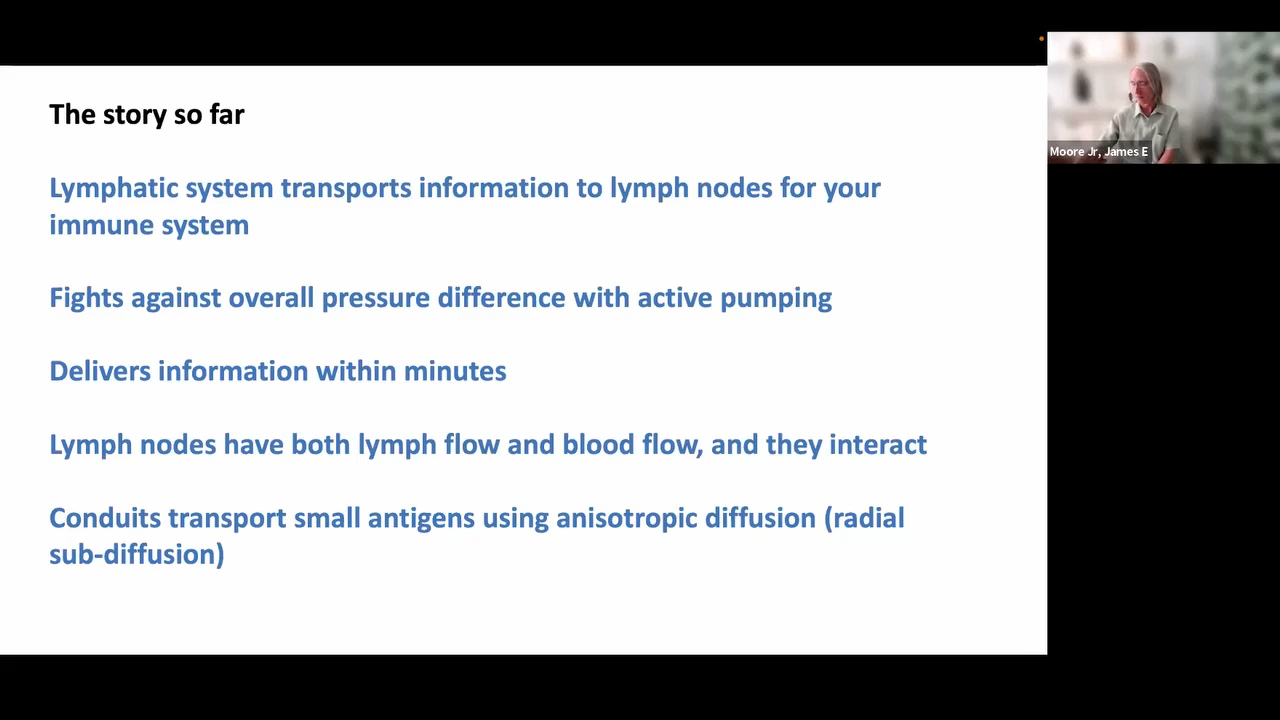 The story so far
Lymphatic system transports information to lymph nodes for your
immune system
Fights against overall pressure difference with active pumping
Delivers information within minutes
Lymph nodes have both lymph flow and blood flow, and they interact
Conduits transport small antigens using anisotropic diffusion (radial
sub-diffusion)
Moore Jr, James E